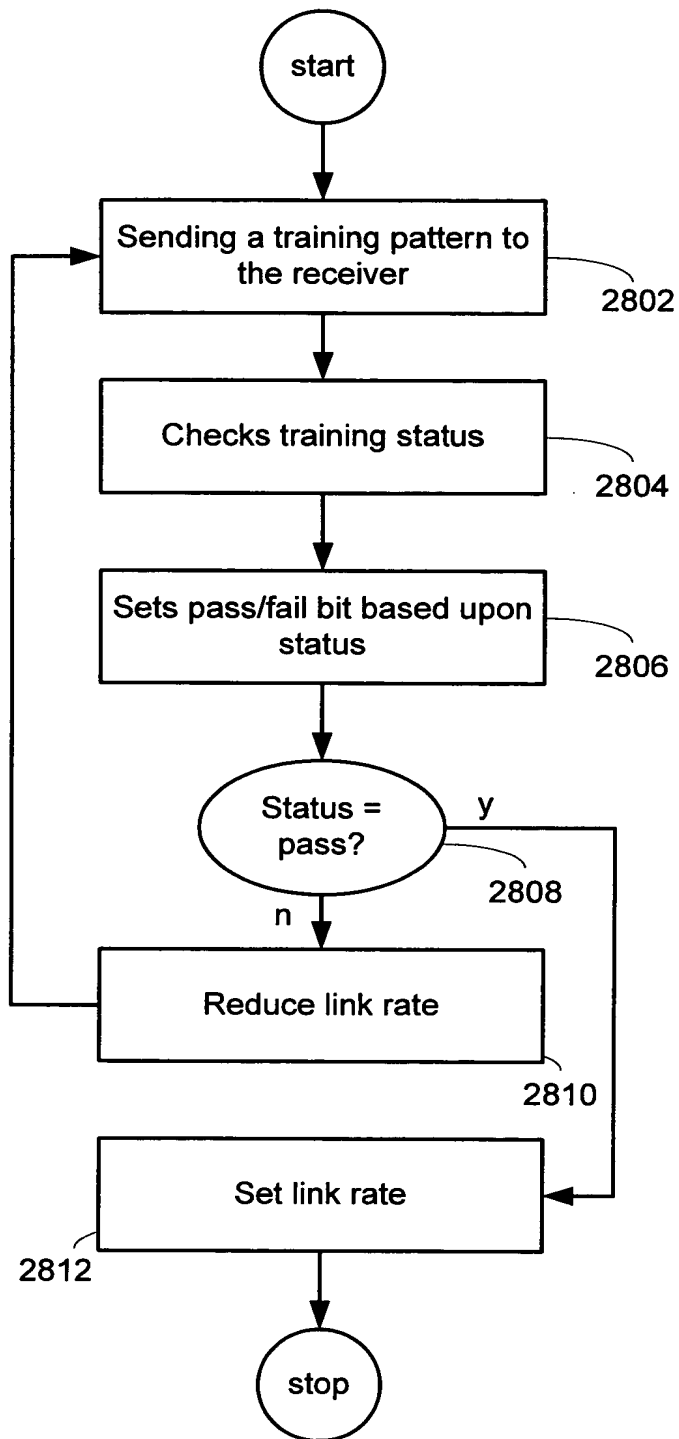 start
Sending a training pattern to
the receiver
2802
Checks training status
2804
Sets pass/fail bit based upon
status
2806
Status =
pass?
y
2808
n
Reduce link rate
2810
Set link rate
2812
stop